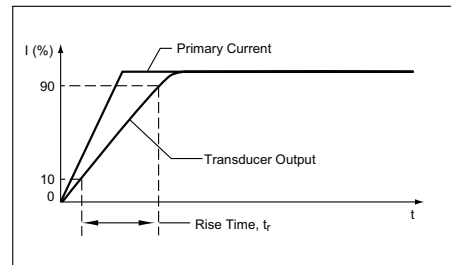 I (%)
Primary Current
90
Transducer Output
10
0
t
Rise Time, tr